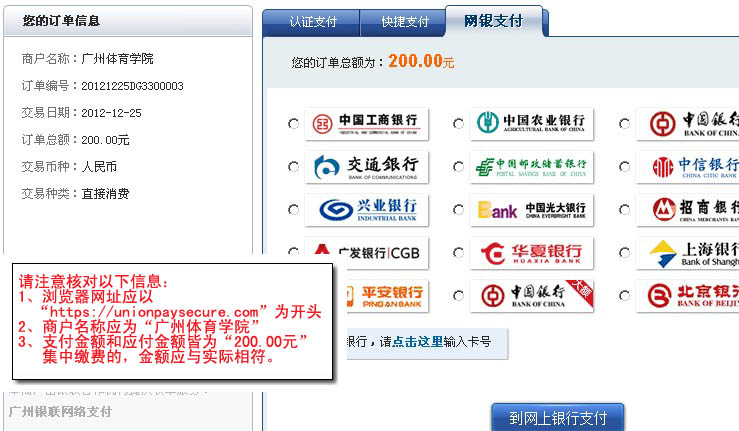 您的订单信息
商户名称：广州体育学院
订单编号：20121225DG3300003
交易日期：2012-12-25
订单总额：200.00元
交易币种：人民币
交易种类：直接消费
请注意核对以下信息：
1、浏览器网址应以
“https://unionpaysecure.com”为开头
2、商户名称应为“广州体育学院”
3、支付金额和应付金额皆为“200.00元”
集中缴费的，金额应与实际相符。
广州银联网络支付
认证支付 快捷支付 网银支付
您的订单总额为：200.00元
中国工商银行 中国农业银行 中国银行
INDUSTRIAL AND COMMERCIAL BANK OF CHINA AGRICULTURAL BANK OF CHINA BANK OF CHIN
交通银行 中国邮政储蓄银行 中信银行
BANK OF COMMUNICATIONS POSTAL SAVINGS BANK OF CHINA CHINA CITIC BANK
兴业银行 Bank 中国光大银行 招商银行
INDUSTRIAL BANK CHINA EVERBRIGHT BANK CHINA MERCHANTS BANK
广发银行|CGB 华夏银行 上海银行
HUAXIA BANK Bank of Shangh
平安银行 中国银行 大额 北京银行
PINGAN BANK BANK OF CHINA BANK OF BEIJING
银行，请点击这里输入卡号
到网上银行支付